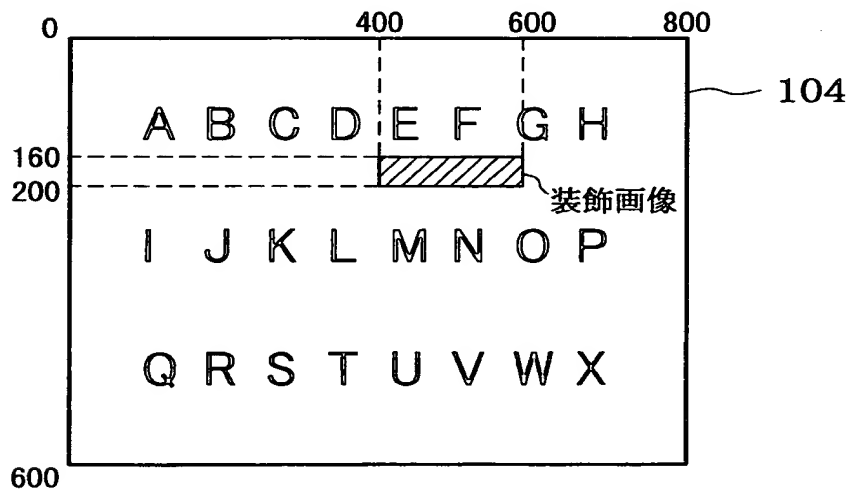 0 400 600 800
104
A B C D E F G H
160
200
装飾画像
I J K L M N O P
Q R S T U V W X
600